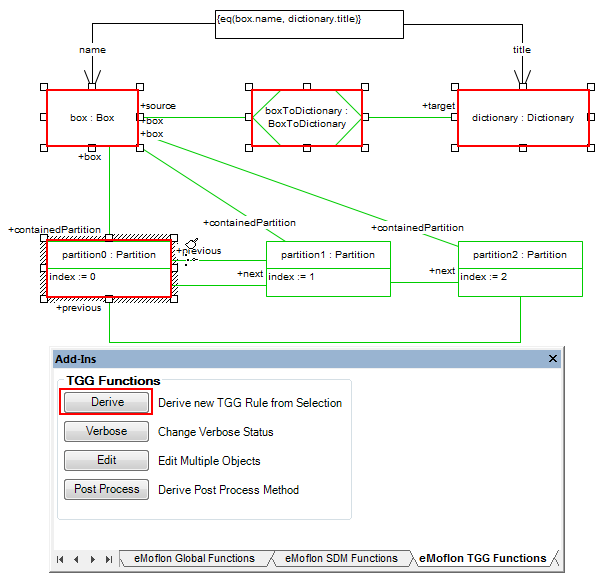 {eq(box.name, dictionary.title)}
name
title
box : Box
+source
+box
+box
boxToDictionary :
BoxToDictionary
+target
dictionary : Dictionary
+box
+containedPartition
+containedPartition
+containedPartition
partition0 : Partition
index := 0
+previous
+next
partition1 : Partition
index := 1
+next
partition2 : Partition
index := 2
+previous
Add-Ins
TGG Functions
Derive Derive new TGG Rule from Selection
Verbose Change Verbose Status
Edit Edit Multiple Objects
Post Process Derive Post Process Method
eMoflon Global Functions eMoflon SDM Functions eMoflon TGG Functions